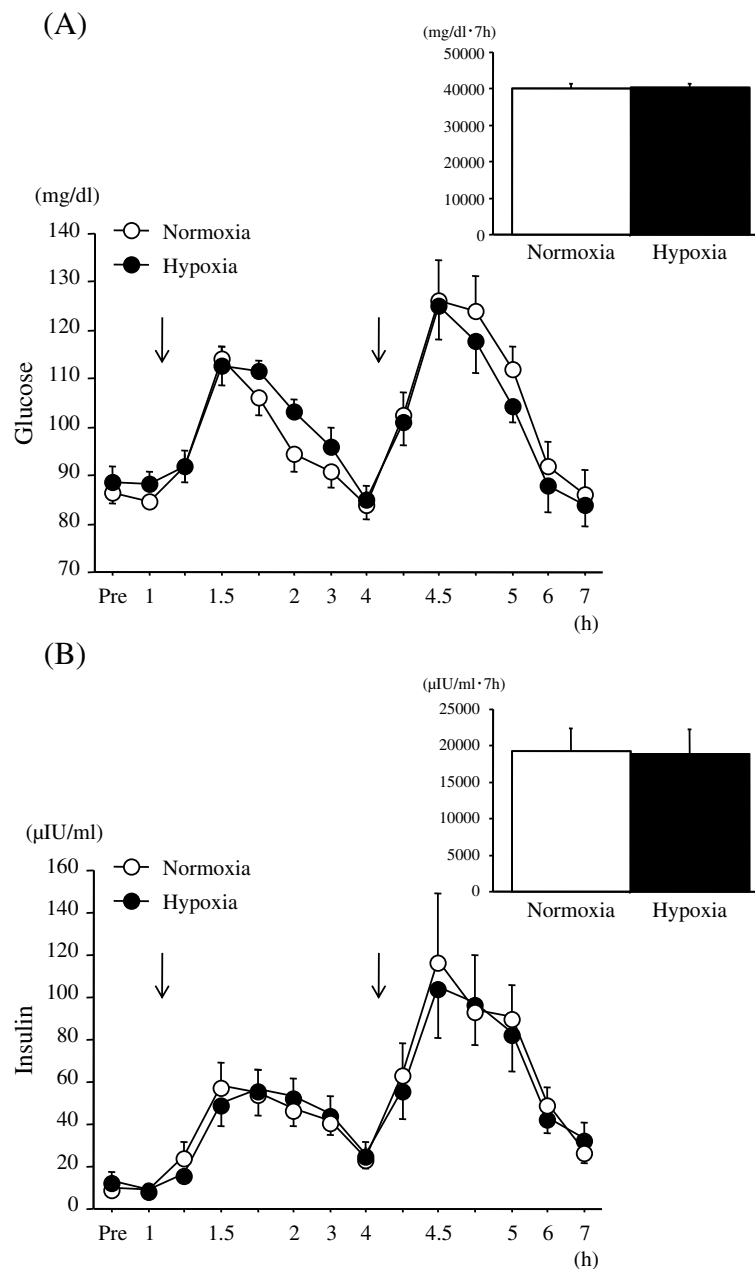 (A)
(mg/dl·7h)
50000
40000
30000
20000
10000
0
Normoxia Hypoxia
(mg/dl)
Normoxia
Hypoxia
140
130
120
110
100
90
80
70
Glucose
Pre 1 1.5 2 3 4 4.5 5 6 7
(h)
(B)
(μIU/ml·7h)
25000
20000
15000
10000
5000
0
Normoxia Hypoxia
(μIU/ml)
Normoxia
Hypoxia
160
140
120
100
80
60
40
20
0
Insulin
Pre 1 1.5 2 3 4 4.5 5 6 7
(h)